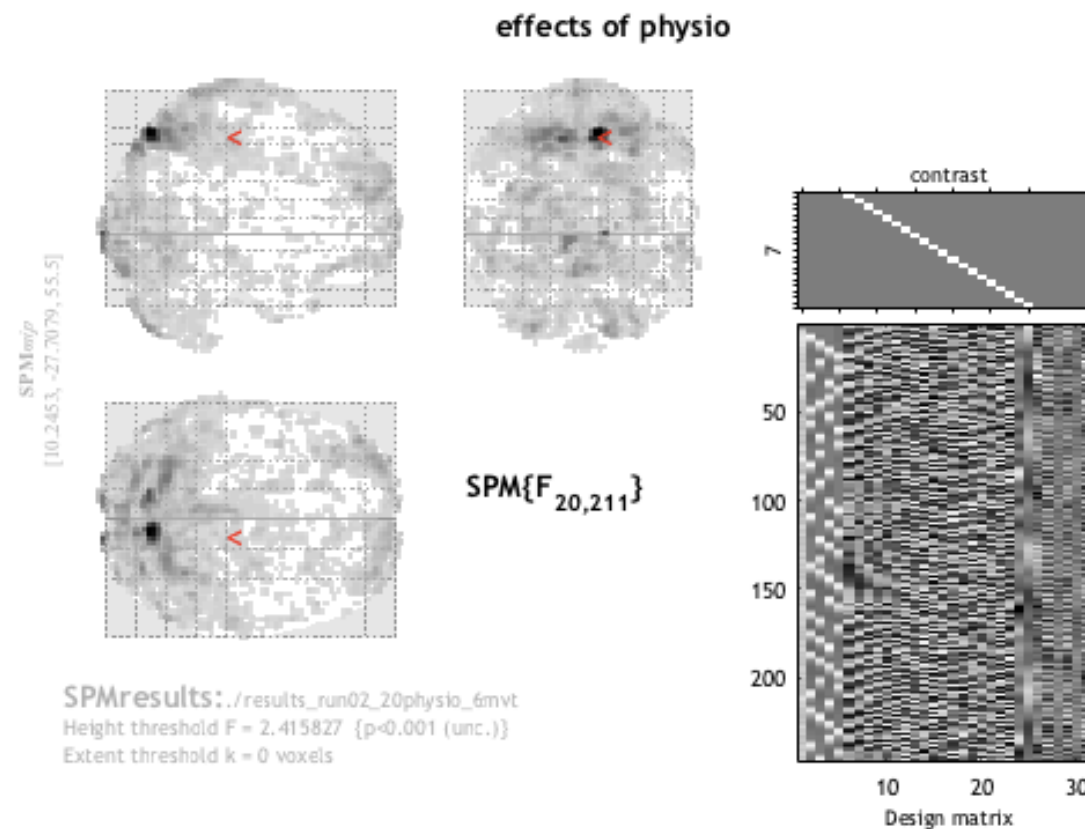 effects of physio
SPMmip
[10.2453, -27.7079, 55.5]
SPM{F20,211}
contrast
7
50
100
150
200
10
20
30
Design matrix
SPMresults: ./results_run02_20physio_6mvt
Height threshold F = 2.415827 {p<0.001 (unc.)}
Extent threshold k = 0 voxels